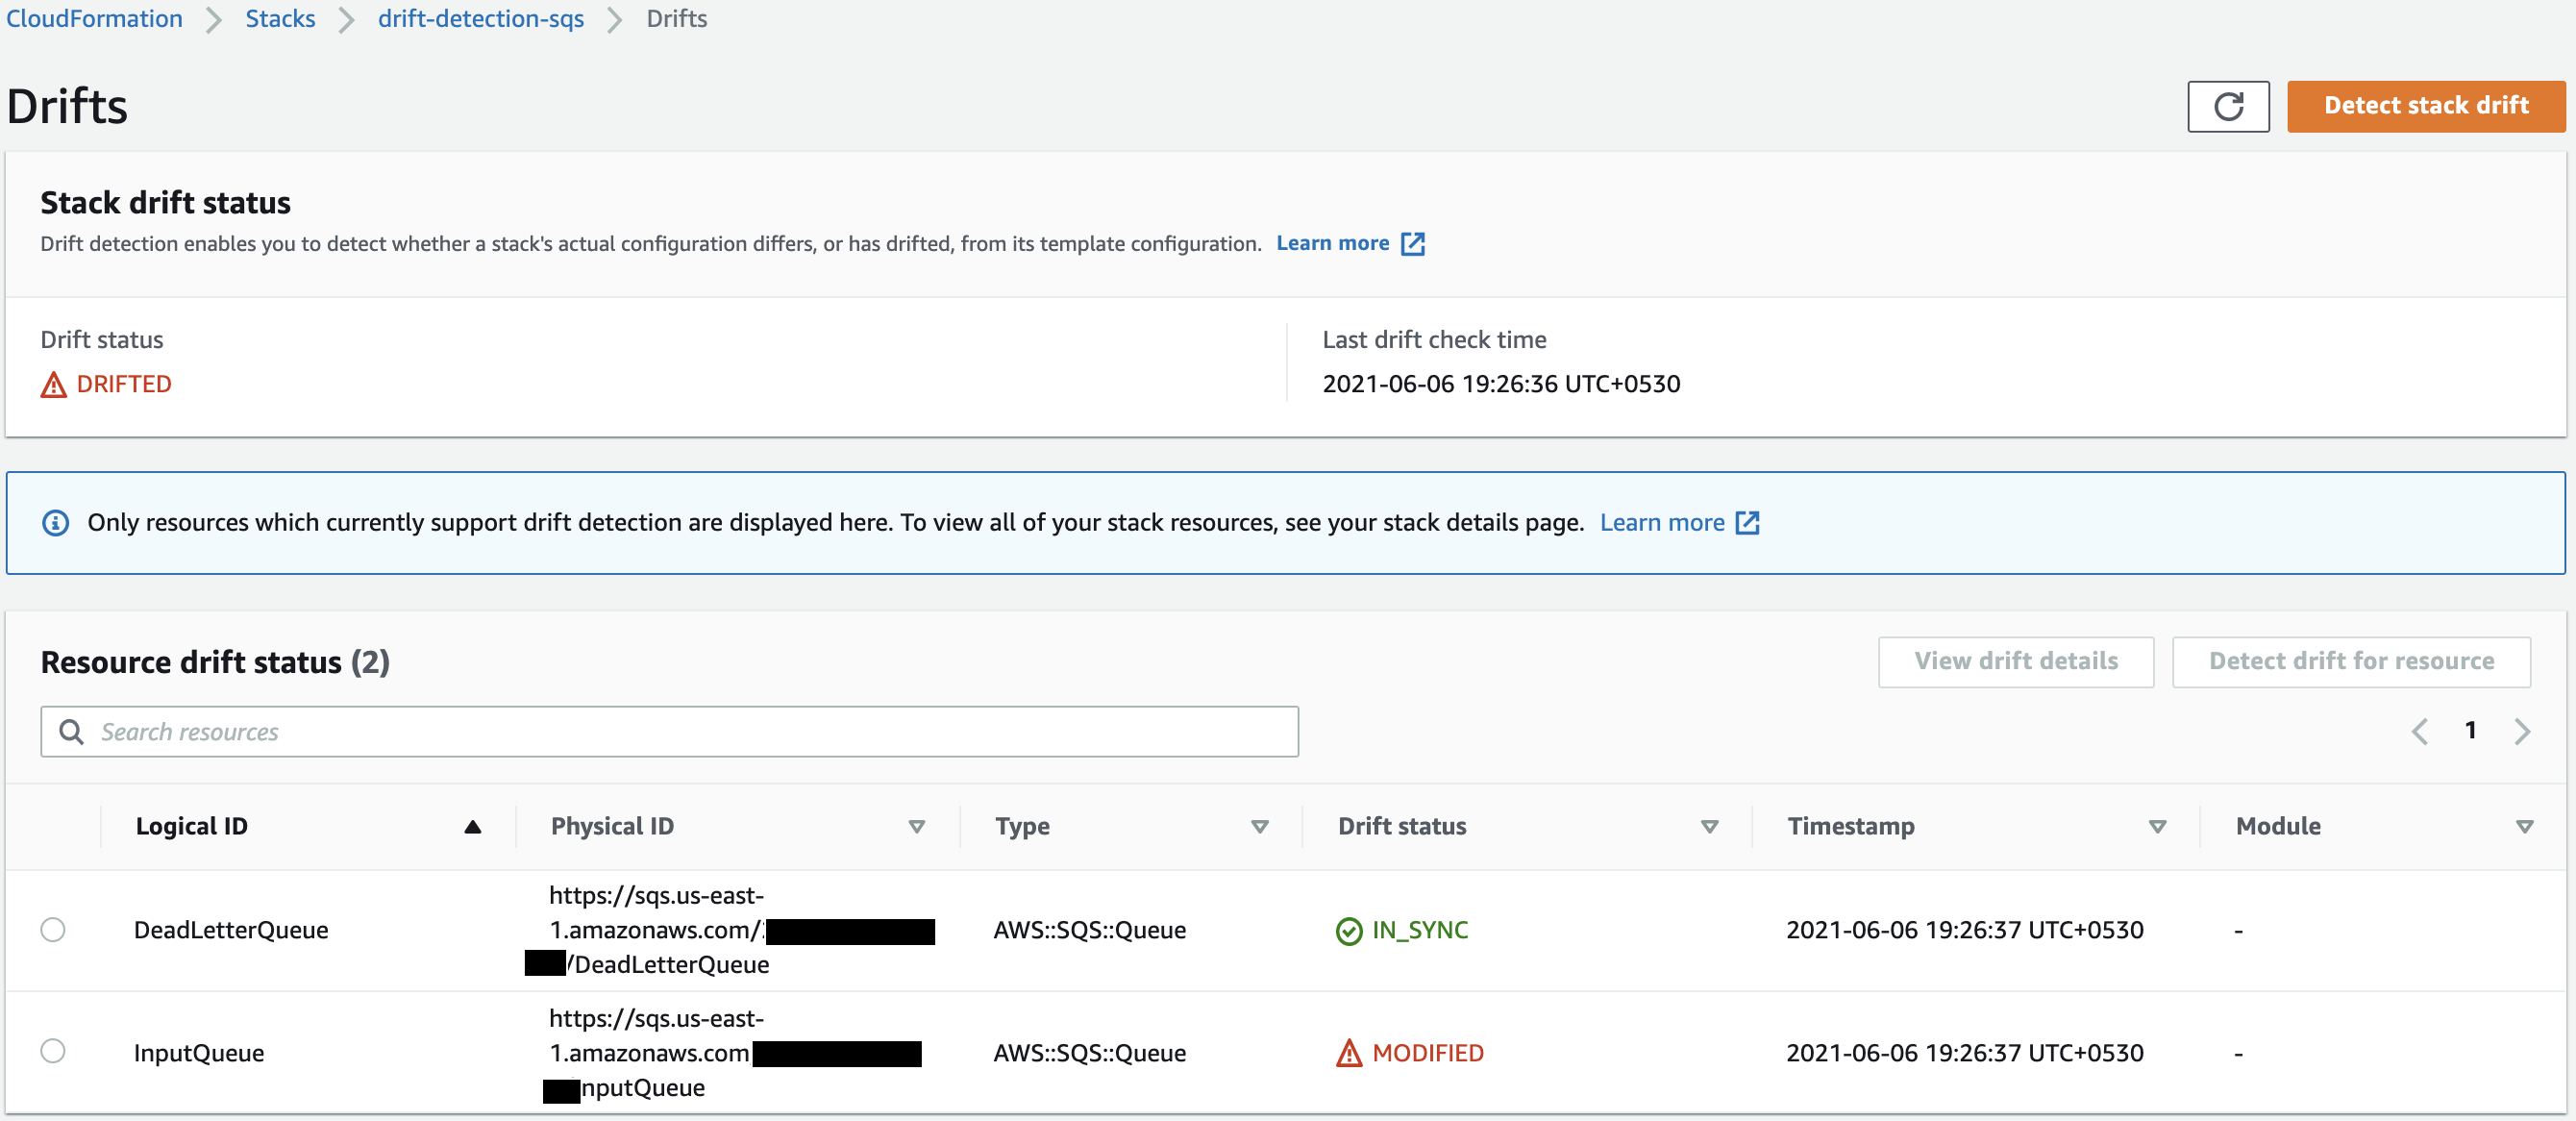 CloudFormation Stacks drift-detection-sqs Drifts
Drifts
Detect stack drift
Stack drift status
Drift detection enables you to detect whether a stack's actual configuration differs, or has drifted, from its template configuration. Learn more
Drift status
DRIFTED
Last drift check time
2021-06-06 19:26:36 UTC+0530
Only resources which currently support drift detection are displayed here. To view all of your stack resources, see your stack details page. Learn more
Resource drift status (2)
View drift details
Detect drift for resource
Search resources
1
Logical ID Physical ID Type Drift status Timestamp Module
DeadLetterQueue
https://sqs.us-east-
1.amazonaws.com/
/DeadLetterQueue
AWS::SQS::Queue
IN_SYNC
2021-06-06 19:26:37 UTC+0530
-
InputQueue
https://sqs.us-east-
1.amazonaws.com
nputQueue
AWS::SQS::Queue
MODIFIED
2021-06-06 19:26:37 UTC+0530
-